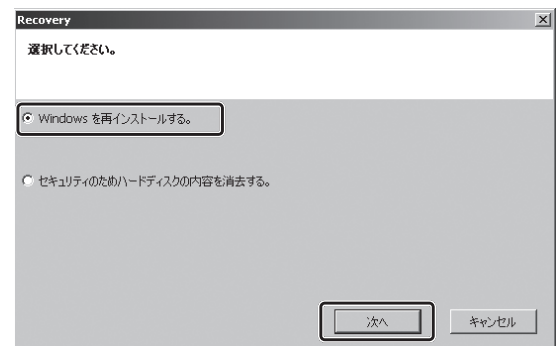 Recovery
選択してください。
Windows を再インストールする。
セキュリティのためハードディスクの内容を消去する。
次へ
キャンセル